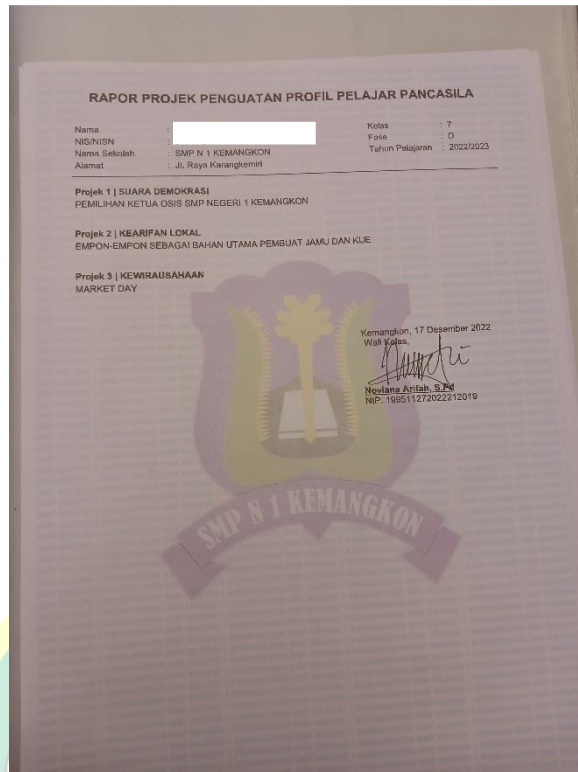 RAPOR PROJEK PENGUATAN PROFIL PELAJAR PANCASILA
Nama :
NIS/NISN :
Nama Sekolah : SMP N 1 KEMANGKON
Alamat : Jl. Raya Karangkemiri
Kelas : 7
Fase : D
Tahun Pelajaran : 2022/2023
Projek 1 | SUARA DEMOKRASI
PEMILIHAN KETUA OSIS SMP NEGERI 1 KEMANGKON
Projek 2 | KEARIFAN LOKAL
EMPON-EMPON SEBAGAI BAHAN UTAMA PEMBUAT JAMU DAN KUE
Projek 3 | KEWIRAUSAHAAN
MARKET DAY
Kemangkon, 17 Desember 2022
Wali Kelas,
Noviana Arifah, S.Pd
NIP. 199511272022212019
SMP N 1 KEMANGKON